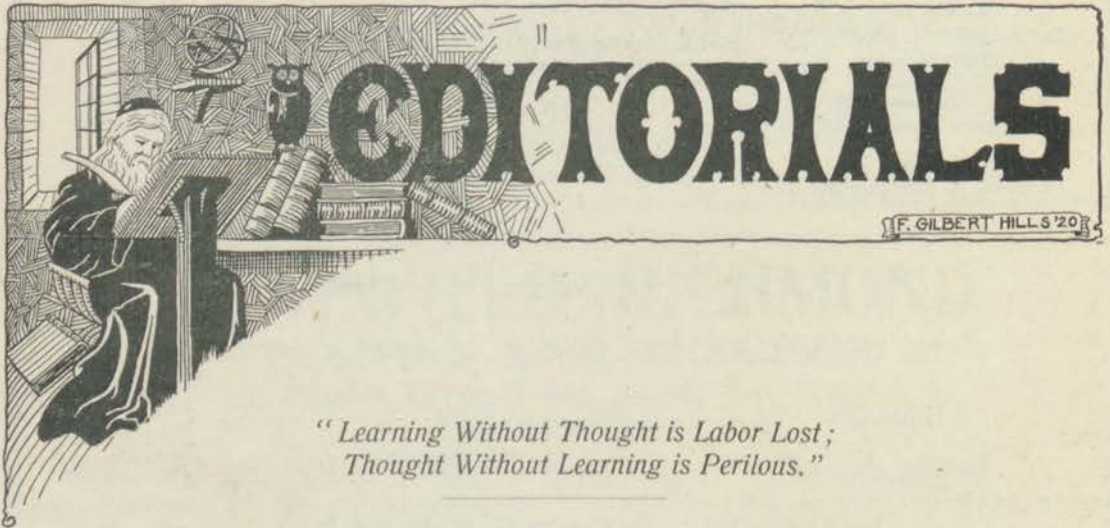 EDITORIALS
F. GILBERT HILLS '20
"Learning Without Thought is Labor Lost;
Thought Without Learning is Perilous."